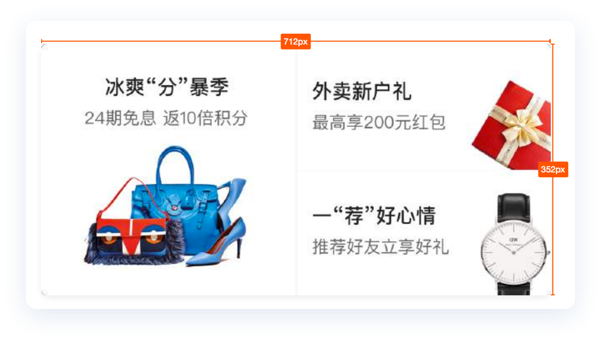 712px
冰爽“分”暴季
24期免息 返10倍积分
外卖新户礼
最高享200元红包
352px
一“荐”好心情
推荐好友立享好礼